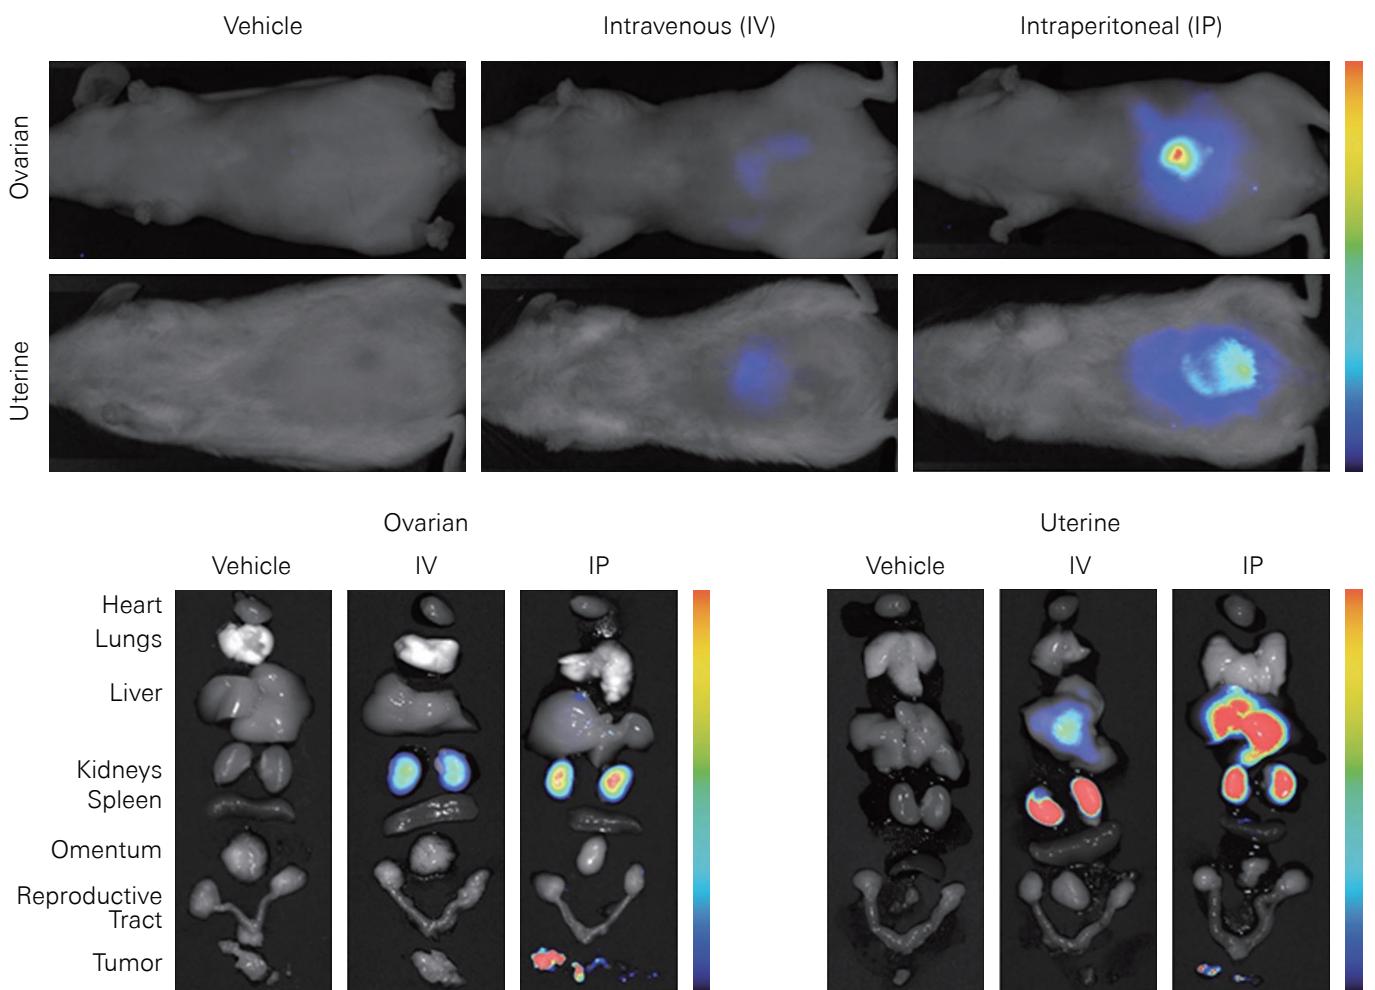 Vehicle Intravenous (IV) Intraperitoneal (IP)
Ovarian
Uterine
Ovarian Uterine
Vehicle IV IP Vehicle IV IP
Heart
Lungs
Liver
Kidneys
Spleen
Omentum
Reproductive
Tract
Tumor